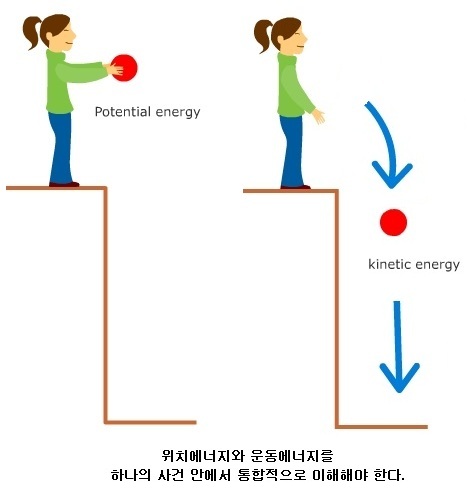 Potential energy
kinetic energy
위치에너지와 운동에너지를
하나의 사건 안에서 통합적으로 이해해야 한다.